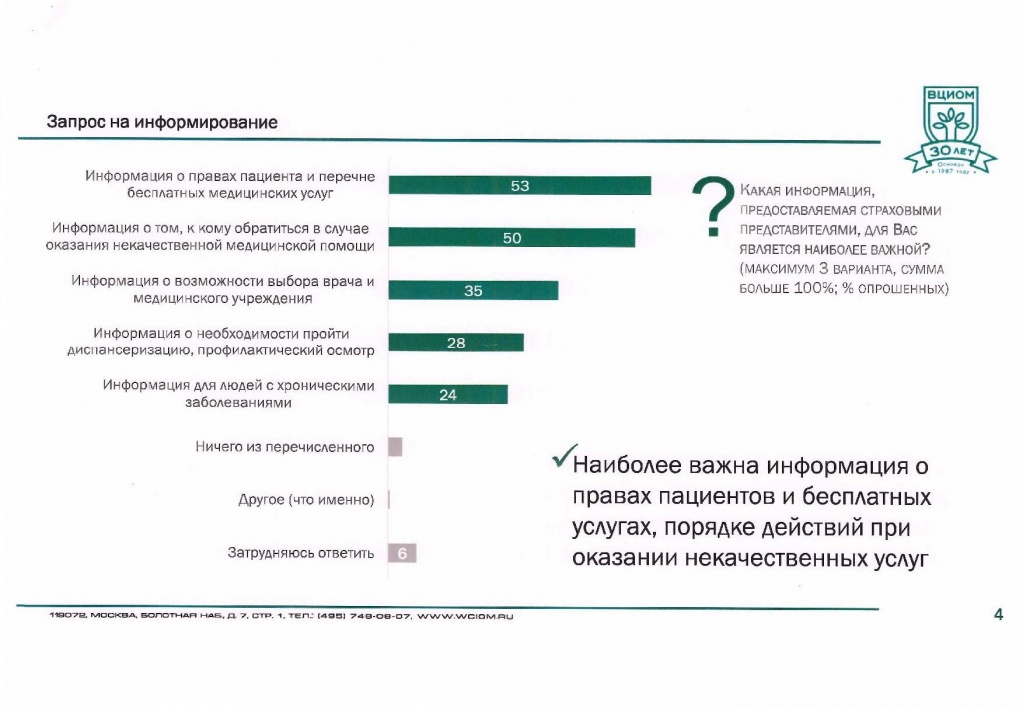 Запрос на информирование
ВЦИОМ
30 ЛЕТ
Основан
в 1987 году
Информация о правах пациента и перечне
бесплатных медицинских услуг
53
Информация о том, к кому обратиться в случае
оказания некачественной медицинской помощи
50
Информация о возможности выбора врача и
медицинского учреждения
35
Информация о необходимости пройти
диспансеризацию, профилактический осмотр
28
Информация для людей с хроническими
заболеваниями
24
Ничего из перечисленного
Другое (что именно)
Затрудняюсь ответить
6
?
КАКАЯ ИНФОРМАЦИЯ,
ПРЕДОСТАВЛЯЕМАЯ СТРАХОВЫМИ
ПРЕДСТАВИТЕЛЯМИ, ДЛЯ ВАС
ЯВЛЯЕТСЯ НАИБОЛЕЕ ВАЖНОЙ?
(МАКСИМУМ 3 ВАРИАНТА, СУММА
БОЛЬШЕ 100%; % ОПРОШЕННЫХ)
✓Наиболее важна информация о
правах пациентов и бесплатных
услугах, порядке действий при
оказании некачественных услуг
119072, МОСКВА, БОЛОТНАЯ НАБ, Д. 7, СТР. 1, ТЕЛ.: (495) 748-08-07, WWW.WCIOM.RU
4